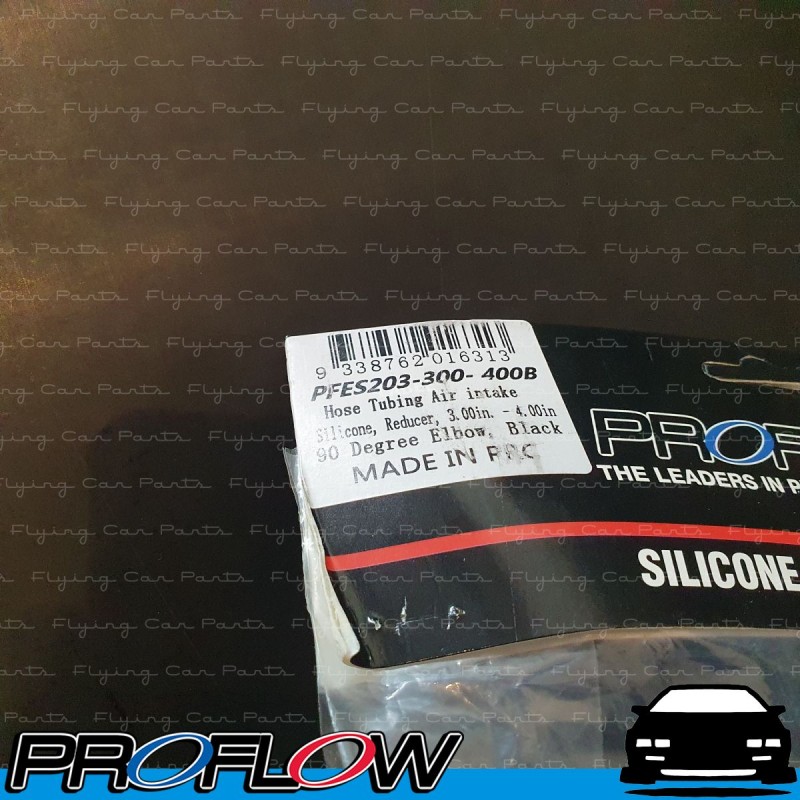 Flying Car Parts
9 338762 016313
PFES203-300- 400B
Hose Tubing Air intake
Silicone, Reducer, 3.00in. - 4.00in
90 Degree Elbow, Black
MADE IN PRC
PROF
THE LEADERS IN P
SILICONE
PROFLOW